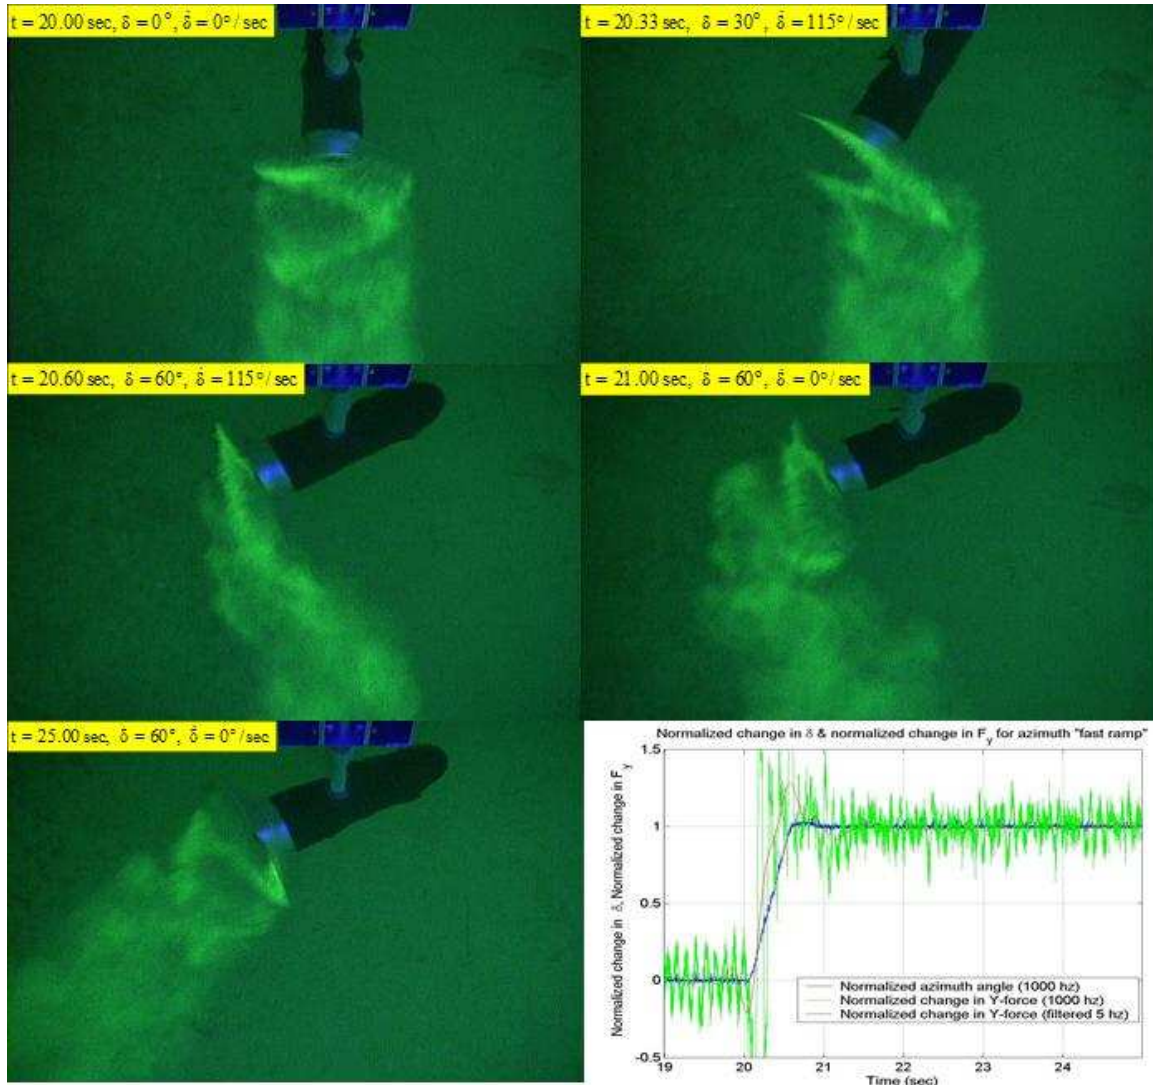 t = 20.00 sec, δ = 0°, δ̇ = 0°/sec
t = 20.33 sec, δ = 30°, δ̇ = 115°/sec
t = 20.60 sec, δ = 60°, δ̇ = 115°/sec
t = 21.00 sec, δ = 60°, δ̇ = 0°/sec
t = 25.00 sec, δ = 60°, δ̇ = 0°/sec
Normalized change in δ & normalized change in F_y for azimuth "fast ramp"
Normalized change in δ, Normalized change in F_y
1.5
1
0.5
0
-0.5
Normalized azimuth angle (1000 hz)
Normalized change in Y-force (1000 hz)
Normalized change in Y-force (filtered 5 hz)
19 20 21 22 23 24
Time (sec)